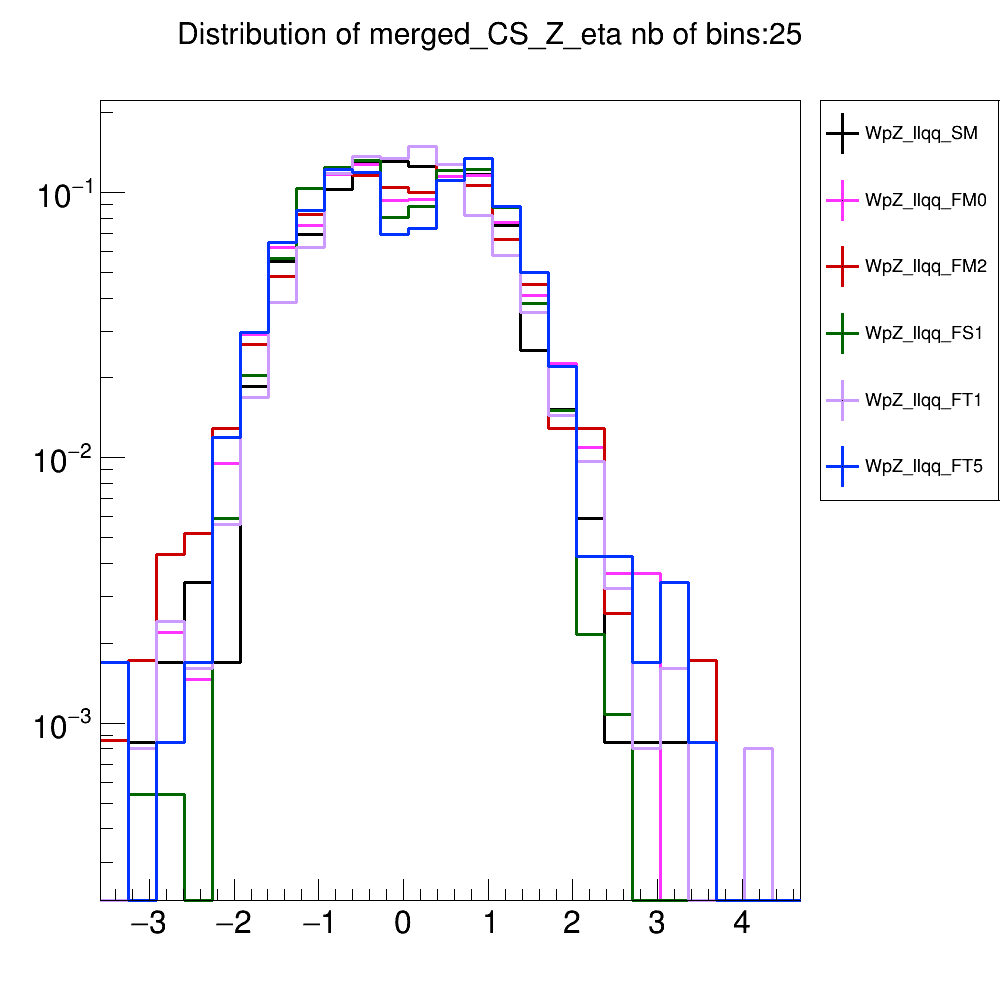 Distribution of merged_CS_Z_eta nb of bins:25
10⁻¹
10⁻²
10⁻³
−3 −2 −1 0 1 2 3 4
WpZ_llqq_SM
WpZ_llqq_FM0
WpZ_llqq_FM2
WpZ_llqq_FS1
WpZ_llqq_FT1
WpZ_llqq_FT5